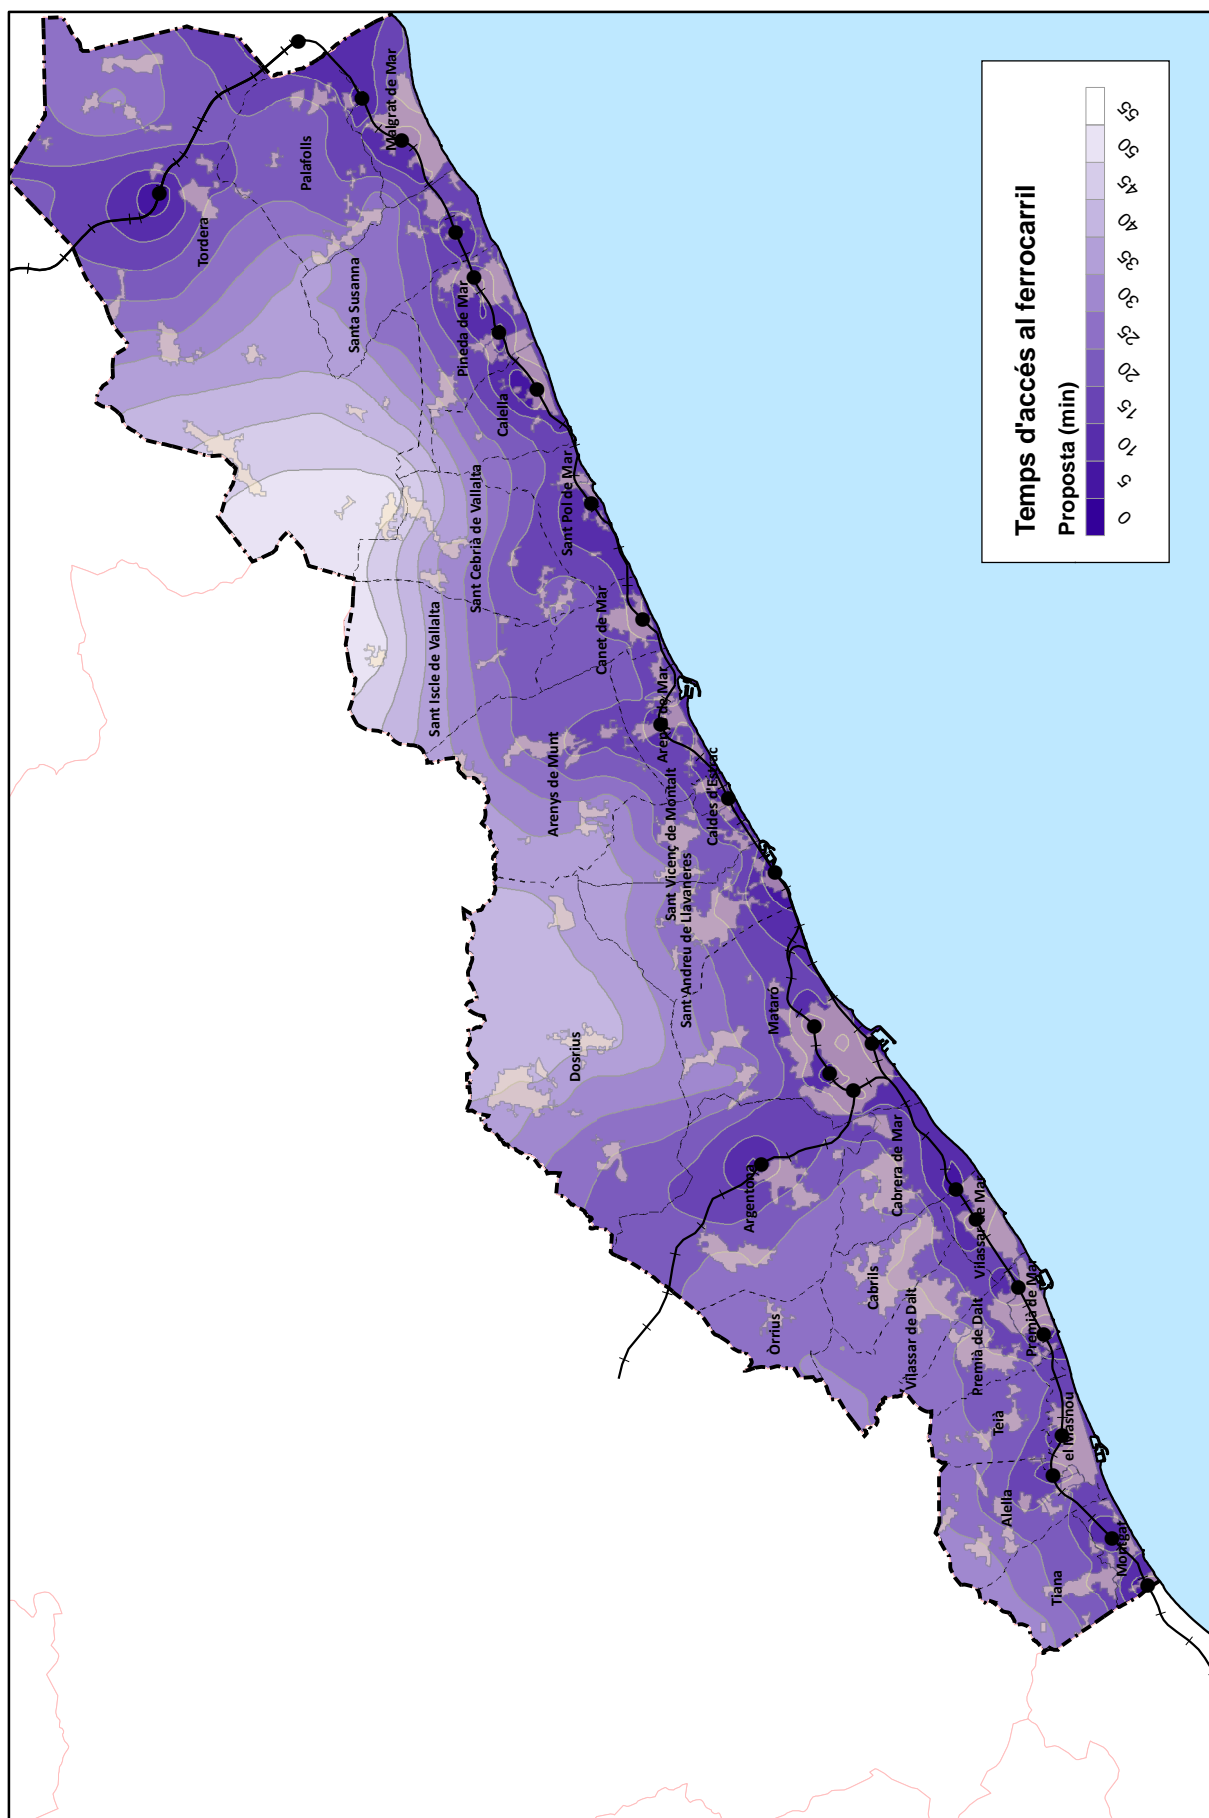 Temps d'accés al ferrocarril
Proposta (min)
0 5 10 15 20 25 30 35 40 45 50 55
Malgrat de Mar
Palafolls
Tordera
Santa Susanna
Pineda de Mar
Calella
Sant Pol de Mar
Sant Cebrià de Vallalta
Sant Iscle de Vallalta
Canet de Mar
Arenys de Mar
Arenys de Munt
Caldes d'Estrac
Sant Vicenç de Montalt
Sant Andreu de Llavaneres
Dosrius
Mataró
Argentona
Cabrera de Mar
Vilassar de Mar
Cabrils
Òrrius
Vilassar de Dalt
Premià de Dalt
Premià de Mar
Teià
el Masnou
Alella
Montgat
Tiana